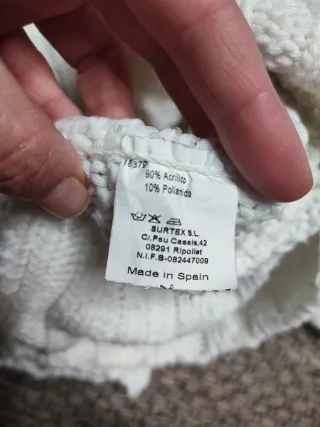 18379
90% Acrilico
10% Poliamida
SURTEX S.L.
C/.Pau Casals,42
08291 Ripollet
N.I.F.B-082447009
Made in Spain